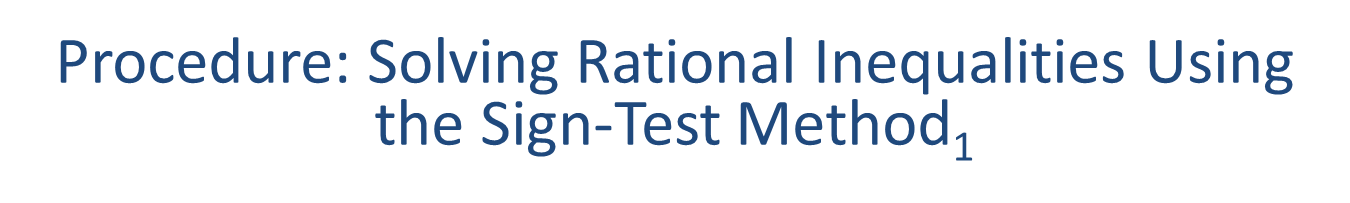 Procedure: Solving Rational Inequalities Using
the Sign-Test Method₁